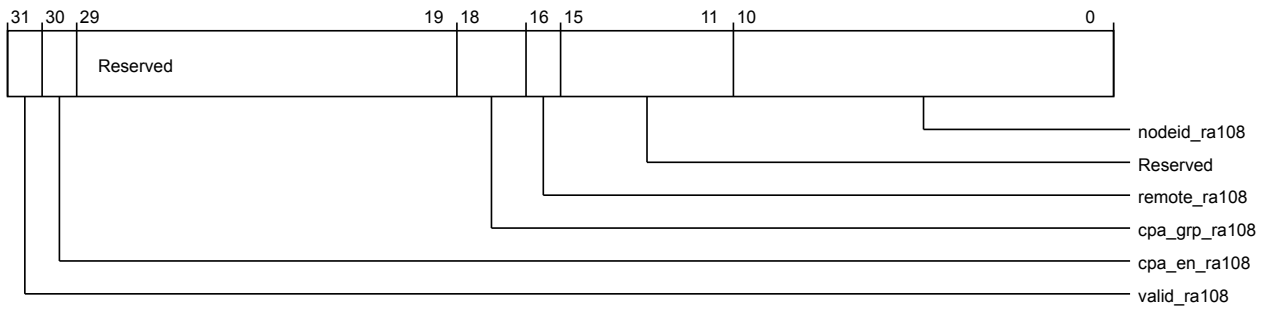 31 30 29 19 18 16 15 11 10 0
Reserved
nodeid_ra108
Reserved
remote_ra108
cpa_grp_ra108
cpa_en_ra108
valid_ra108